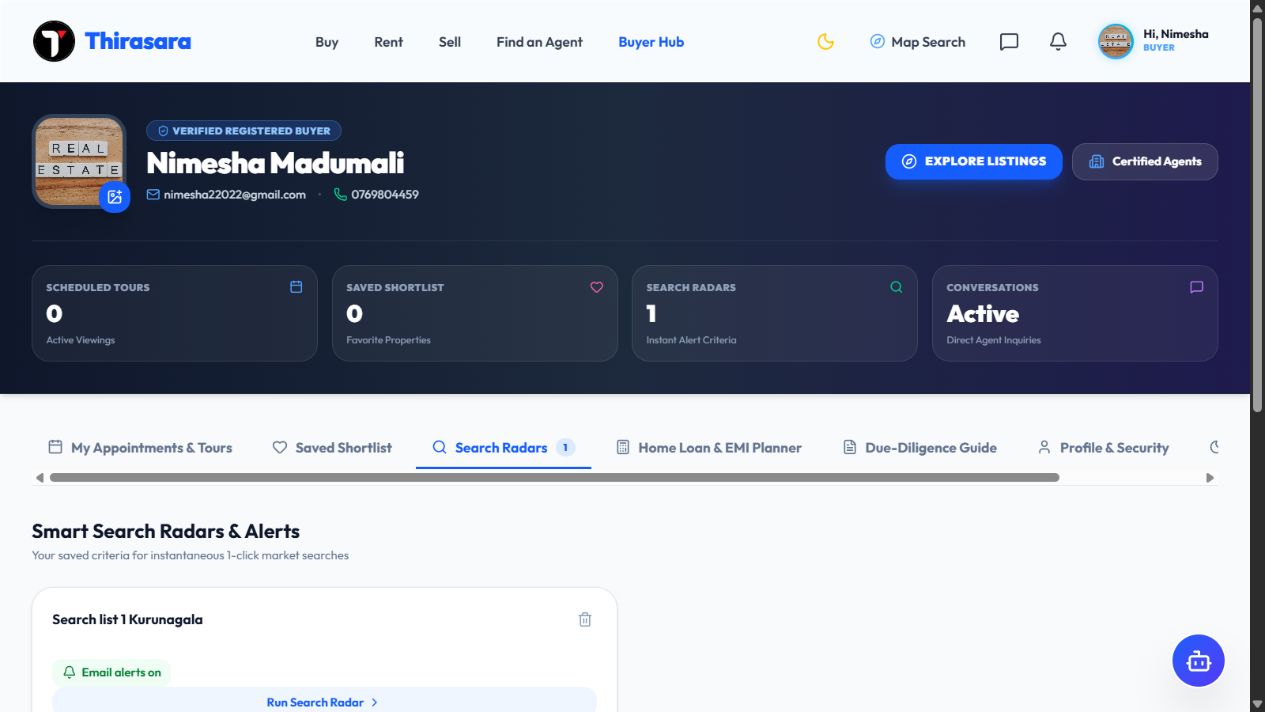 Thirasara
Buy
Rent
Sell
Find an Agent
Buyer Hub
Map Search
Hi, Nimesha
BUYER
REAL
ESTATE
VERIFIED REGISTERED BUYER
Nimesha Madumali
nimesha22022@gmail.com · 0769804459
EXPLORE LISTINGS
Certified Agents
SCHEDULED TOURS
0
Active Viewings
SAVED SHORTLIST
0
Favorite Properties
SEARCH RADARS
1
Instant Alert Criteria
CONVERSATIONS
Active
Direct Agent Inquiries
My Appointments & Tours
Saved Shortlist
Search Radars 1
Home Loan & EMI Planner
Due-Diligence Guide
Profile & Security
Smart Search Radars & Alerts
Your saved criteria for instantaneous 1-click market searches
Search list 1 Kurunagala
Email alerts on
Run Search Radar